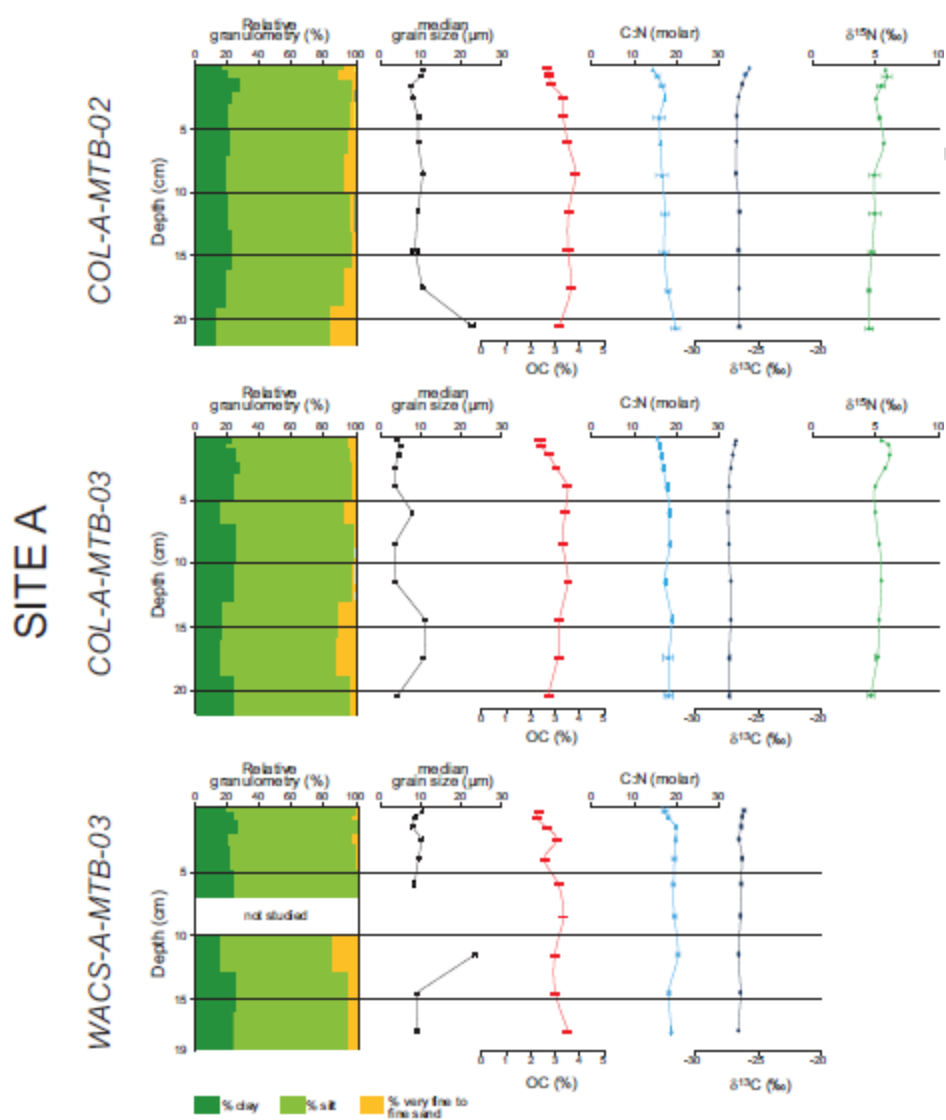 SITE A
COL-A-MTB-02
Relative
granulometry (%)
median
grain size (µm)
C:N (molar)
δ¹⁵N (‰)
0 20 40 60 80 100
0 10 20 30
0 10 20 30
0 5 10
Depth (cm)
5
10
15
20
0 1 2 3 4 5
OC (%)
-30 -25 -20
δ¹³C (‰)
COL-A-MTB-03
Relative
granulometry (%)
median
grain size (µm)
C:N (molar)
δ¹⁵N (‰)
0 20 40 60 80 100
0 10 20 30
0 10 20 30
0 5 10
Depth (cm)
5
10
15
20
0 1 2 3 4 5
OC (%)
-30 -25 -20
δ¹³C (‰)
WACS-A-MTB-03
Relative
granulometry (%)
median
grain size (µm)
C:N (molar)
0 20 40 60 80 100
0 10 20 30
0 10 20 30
Depth (cm)
5
not studied
10
15
19
0 1 2 3 4 5
OC (%)
-30 -25 -20
δ¹³C (‰)
% clay
% silt
% very fine to
fine sand